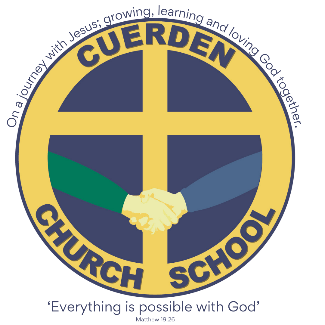 On a journey with Jesus; growing, learning and loving God together.
CUERDEN
CHURCH SCHOOL
‘Everything is possible with God’
Matthew 19:26